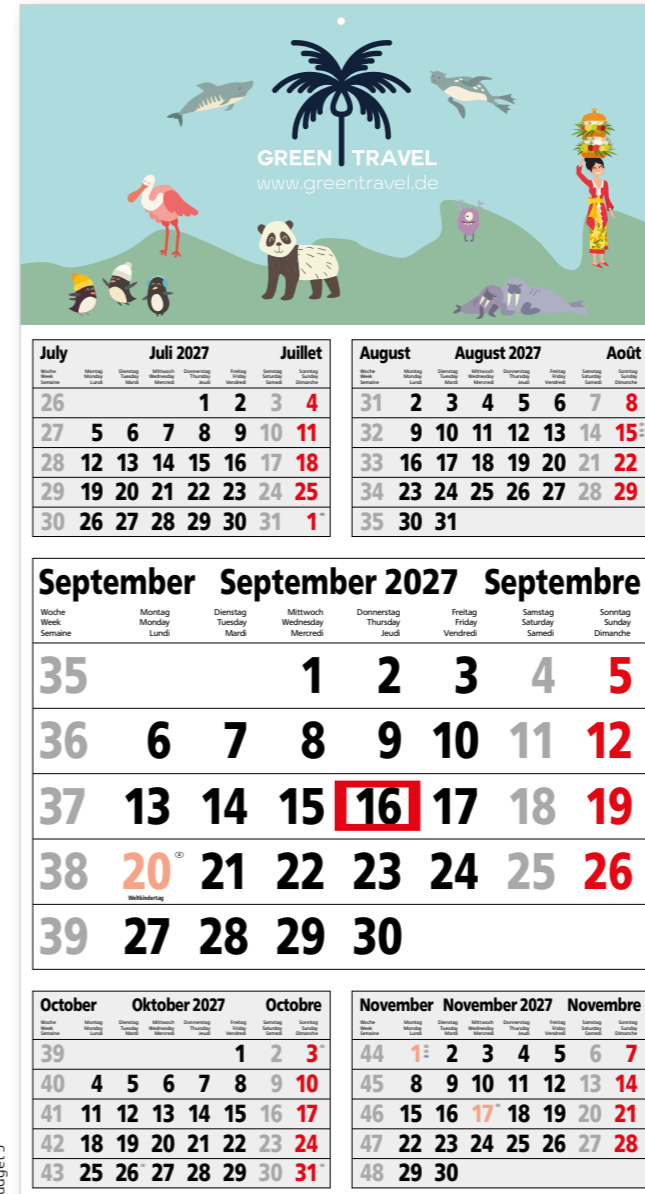 GREEN TRAVEL
www.greentravel.de
July Juli 2027 Juillet
Woche Montag Dienstag Mittwoch Donnerstag Freitag Samstag Sonntag
Week Monday Tuesday Wednesday Thursday Friday Saturday Sunday
Semaine Lundi Mardi Mercredi Jeudi Vendredi Samedi Dimanche
26 1 2 3 4
27 5 6 7 8 9 10 11
28 12 13 14 15 16 17 18
29 19 20 21 22 23 24 25
30 26 27 28 29 30 31 1
August August 2027 Août
Woche Montag Dienstag Mittwoch Donnerstag Freitag Samstag Sonntag
Week Monday Tuesday Wednesday Thursday Friday Saturday Sunday
Semaine Lundi Mardi Mercredi Jeudi Vendredi Samedi Dimanche
31 2 3 4 5 6 7 8
32 9 10 11 12 13 14 15
33 16 17 18 19 20 21 22
34 23 24 25 26 27 28 29
35 30 31
September September 2027 Septembre
Woche Montag Dienstag Mittwoch Donnerstag Freitag Samstag Sonntag
Week Monday Tuesday Wednesday Thursday Friday Saturday Sunday
Semaine Lundi Mardi Mercredi Jeudi Vendredi Samedi Dimanche
35 1 2 3 4 5
36 6 7 8 9 10 11 12
37 13 14 15 16 17 18 19
38 20 21 22 23 24 25 26
Weltkindertag
39 27 28 29 30
October Oktober 2027 Octobre
Woche Montag Dienstag Mittwoch Donnerstag Freitag Samstag Sonntag
Week Monday Tuesday Wednesday Thursday Friday Saturday Sunday
Semaine Lundi Mardi Mercredi Jeudi Vendredi Samedi Dimanche
39 1 2 3
40 4 5 6 7 8 9 10
41 11 12 13 14 15 16 17
42 18 19 20 21 22 23 24
43 25 26 27 28 29 30 31
November November 2027 Novembre
Woche Montag Dienstag Mittwoch Donnerstag Freitag Samstag Sonntag
Week Monday Tuesday Wednesday Thursday Friday Saturday Sunday
Semaine Lundi Mardi Mercredi Jeudi Vendredi Samedi Dimanche
44 1 2 3 4 5 6 7
45 8 9 10 11 12 13 14
46 15 16 17 18 19 20 21
47 22 23 24 25 26 27 28
48 29 30